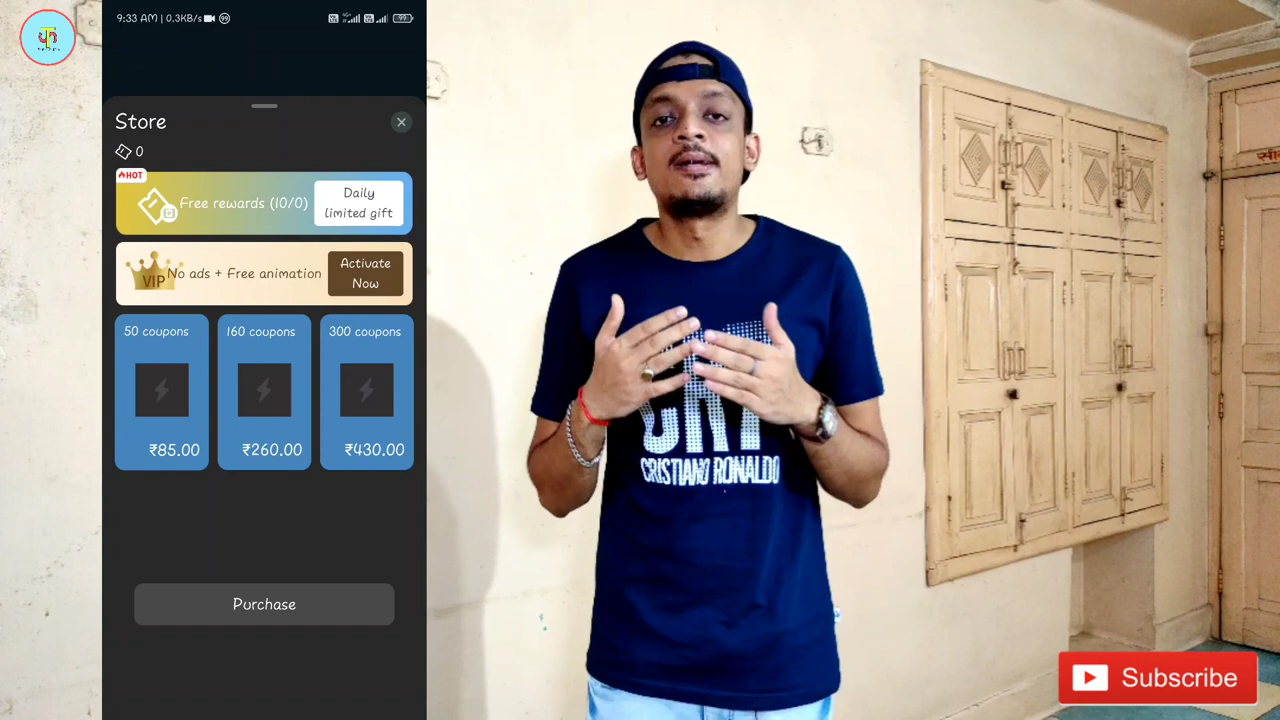 9:33 AM | 0.3KB/s
99
Store
0
HOT
Free rewards (10/0)
Daily
limited gift
VIP
No ads + Free animation
Activate
Now
50 coupons
160 coupons
300 coupons
₹85.00
₹260.00
₹430.00
Purchase
CR7
CRISTIANO RONALDO
Subscribe